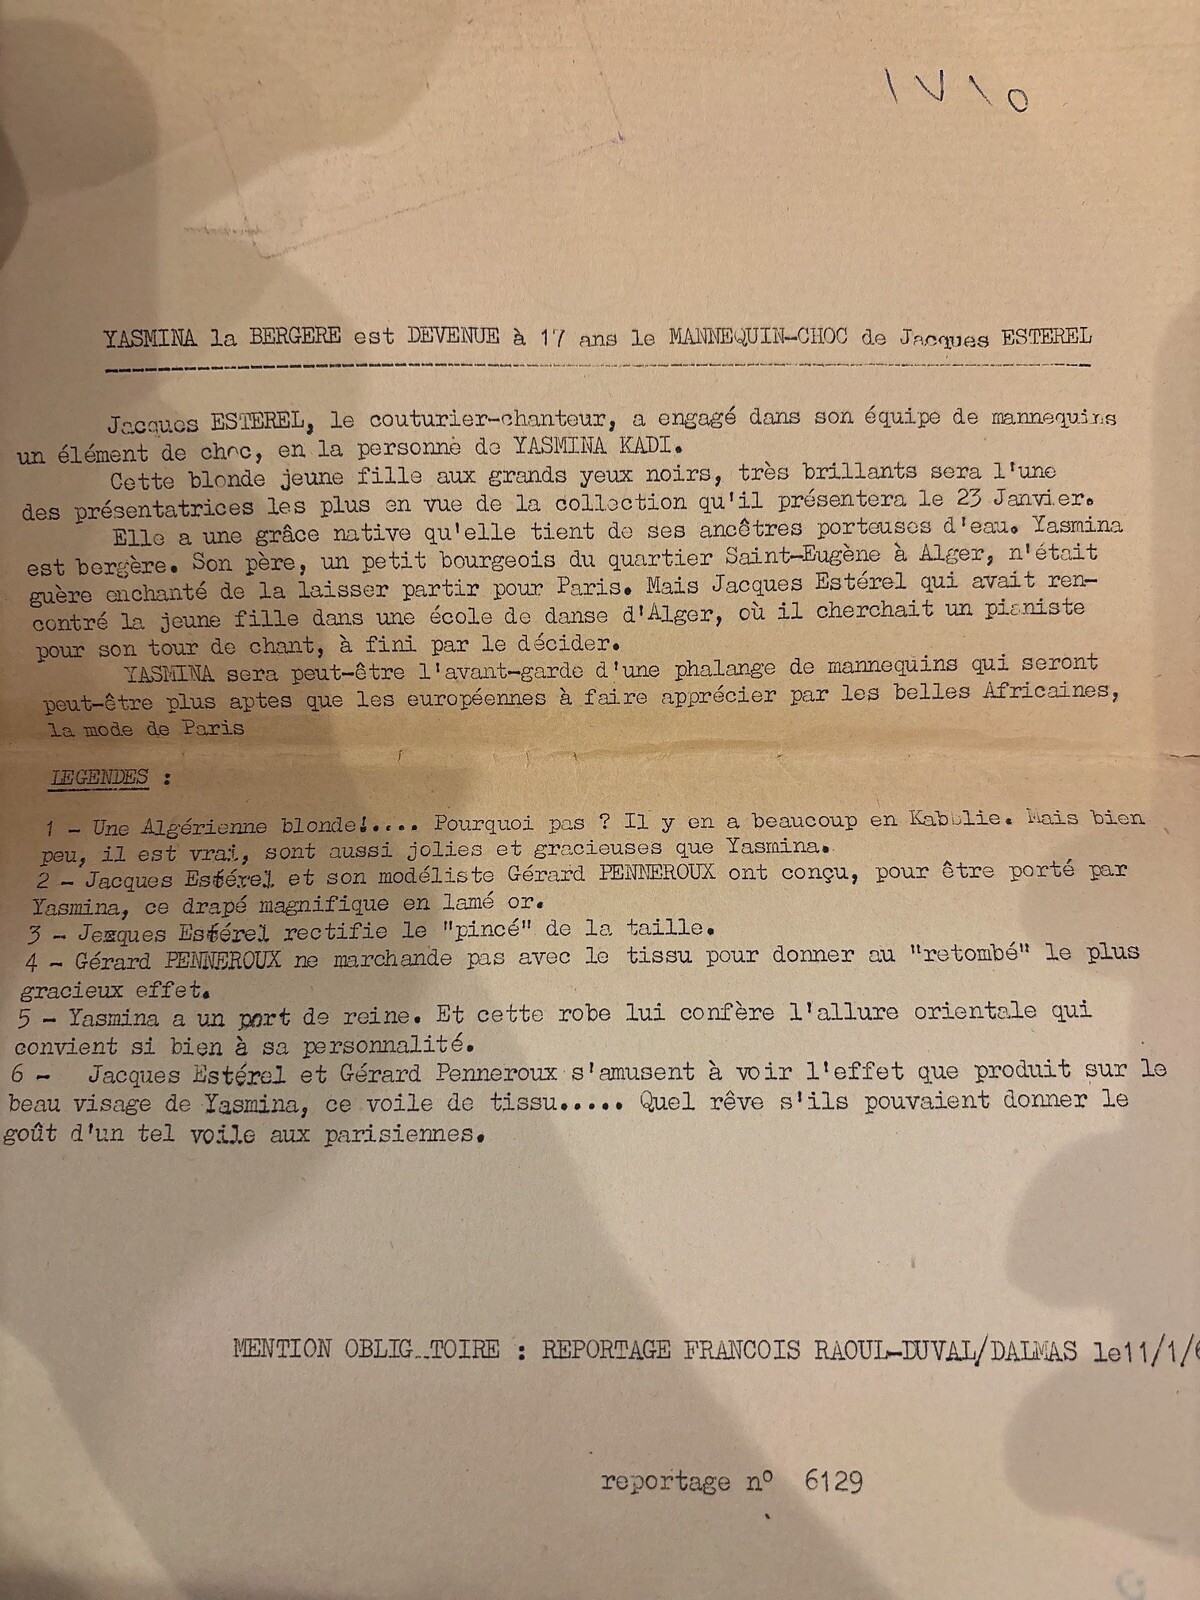 YASMINA la BERGERE est DEVENUE à 17 ans le MANNEQUIN-CHOC de Jacques ESTEREL
Jacques ESTEREL, le couturier-chanteur, a engagé dans son équipe de mannequins
un élément de choc, en la personne de YASMINA KADI.
Cette blonde jeune fille aux grands yeux noirs, très brillants sera l'une
des présentatrices les plus en vue de la collection qu'il présentera le 23 Janvier.
Elle a une grâce native qu'elle tient de ses ancêtres porteuses d'eau. Yasmina
est bergère. Son père, un petit bourgeois du quartier Saint-Eugène à Alger, n'était
guère enchanté de la laisser partir pour Paris. Mais Jacques Estérel qui avait ren-
contré la jeune fille dans une école de danse d'Alger, où il cherchait un pianiste
pour son tour de chant, à fini par le décider.
YASMINA sera peut-être l'avant-garde d'une phalange de mannequins qui seront
peut-être plus aptes que les européennes à faire apprécier par les belles Africaines,
la mode de Paris
LEGENDES :
1 - Une Algérienne blonde!.... Pourquoi pas ? Il y en a beaucoup en Kabylie. Mais bien
peu, il est vrai, sont aussi jolies et gracieuses que Yasmina.
2 - Jacques Estérel et son modéliste Gérard PENNEROUX ont conçu, pour être porté par
Yasmina, ce drapé magnifique en lamé or.
3 - Jacques Estérel rectifie le "pincé" de la taille.
4 - Gérard PENNEROUX ne marchande pas avec le tissu pour donner au "retombé" le plus
gracieux effet.
5 - Yasmina a un port de reine. Et cette robe lui confère l'allure orientale qui
convient si bien à sa personnalité.
6 - Jacques Estérel et Gérard Penneroux s'amusent à voir l'effet que produit sur le
beau visage de Yasmina, ce voile de tissu..... Quel rêve s'ils pouvaient donner le
goût d'un tel voile aux parisiennes.
MENTION OBLIGATOIRE : REPORTAGE FRANCOIS RAOUL-DUVAL/DALMAS le 11/1/6
reportage n° 6129